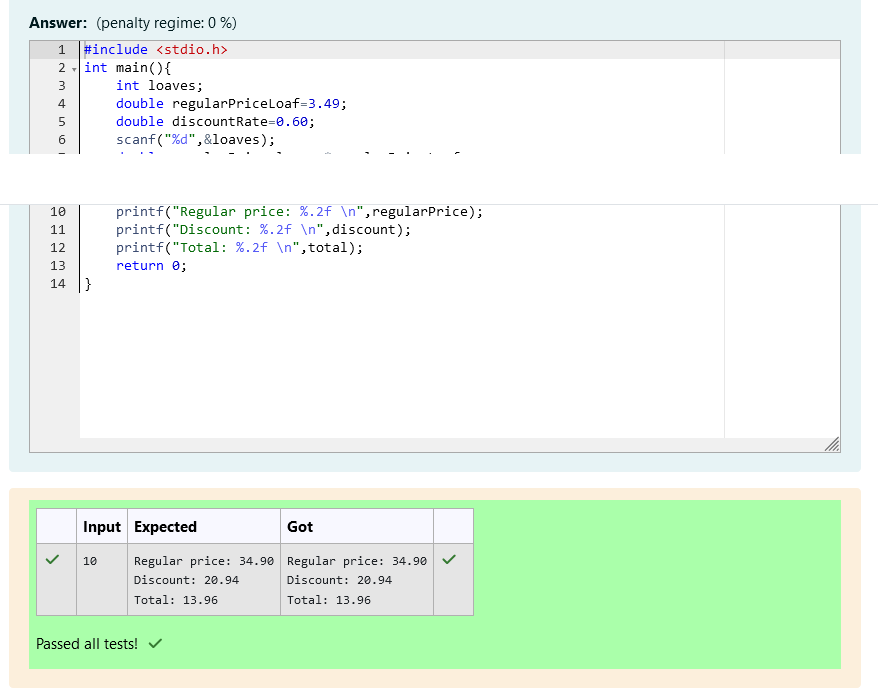 Answer: (penalty regime: 0 %)
1 #include <stdio.h>
2 int main(){
3 int loaves;
4 double regularPriceLoaf=3.49;
5 double discountRate=0.60;
6 scanf("%d",&loaves);
10 printf("Regular price: %.2f \n",regularPrice);
11 printf("Discount: %.2f \n",discount);
12 printf("Total: %.2f \n",total);
13 return 0;
14 }
Input Expected Got
10 Regular price: 34.90 Regular price: 34.90
Discount: 20.94 Discount: 20.94
Total: 13.96 Total: 13.96
Passed all tests!